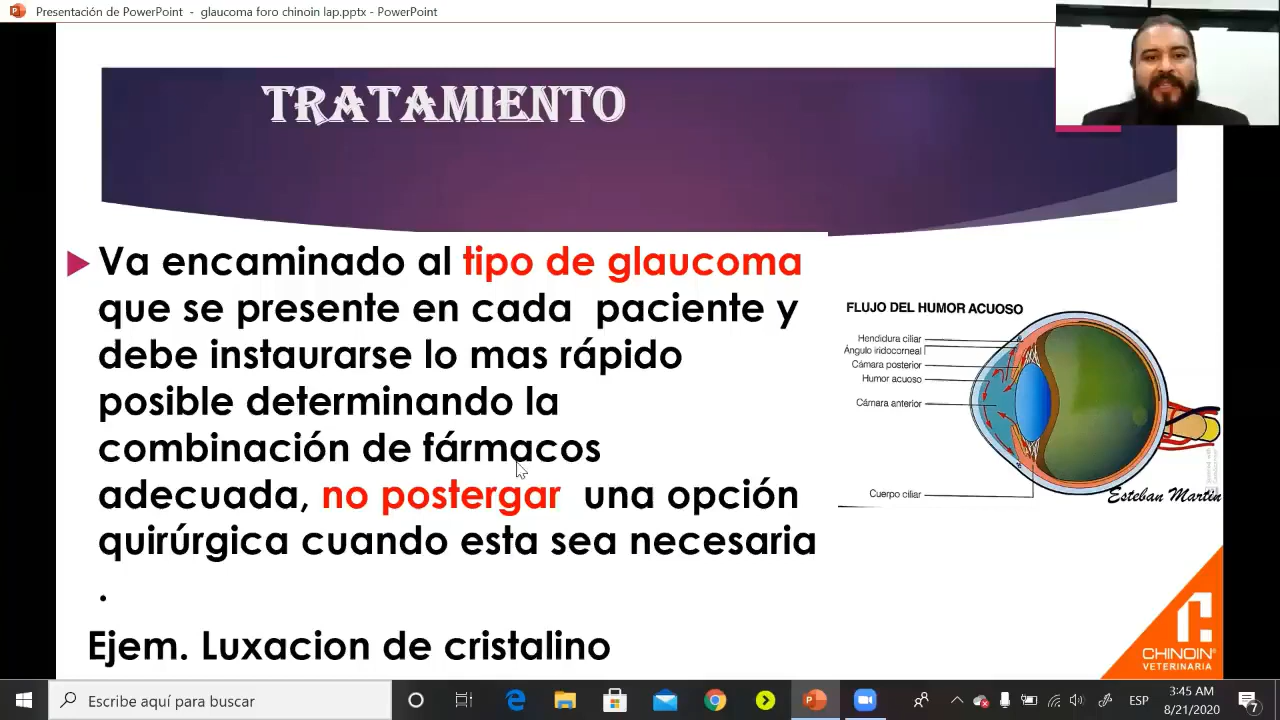 Presentación de PowerPoint - glaucoma foro chinoin lap.pptx - PowerPoint
TRATAMIENTO
Va encaminado al tipo de glaucoma
que se presente en cada paciente y
debe instaurarse lo mas rápido
posible determinando la
combinación de fármacos
adecuada, no postergar una opción
quirúrgica cuando esta sea necesaria
.
Ejem. Luxacion de cristalino
FLUJO DEL HUMOR ACUOSO
Hendidura ciliar
Ángulo iridocorneal
Cámara posterior
Humor acuoso
Cámara anterior
Cuerpo ciliar
Esteban Martin
CHINOIN
VETERINARIA
Escribe aquí para buscar
ESP
3:45 AM
8/21/2020
7